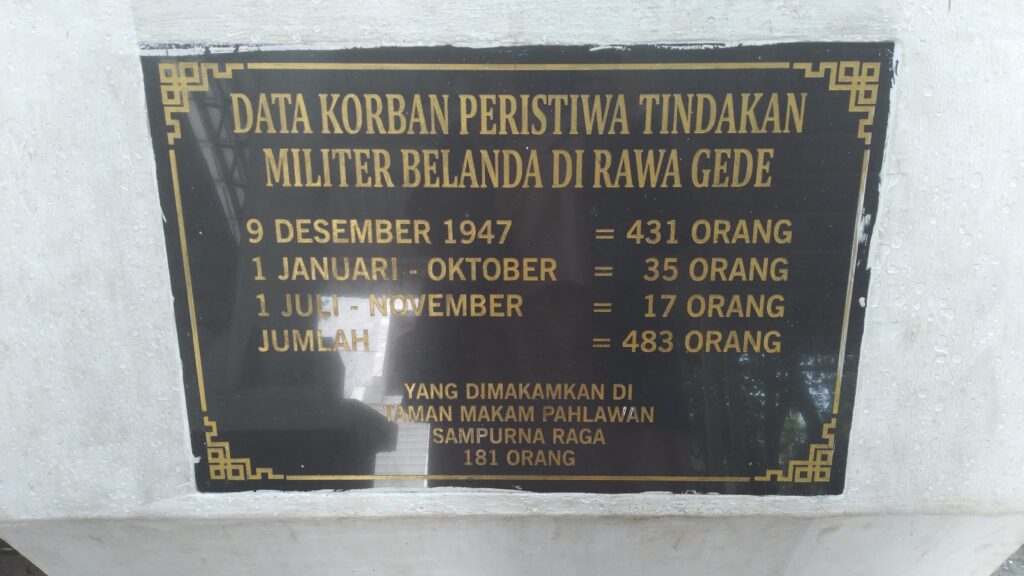 DATA KORBAN PERISTIWA TINDAKAN
MILITER BELANDA DI RAWA GEDE
9 DESEMBER 1947 = 431 ORANG
1 JANUARI - OKTOBER = 35 ORANG
1 JULI - NOVEMBER = 17 ORANG
JUMLAH = 483 ORANG
YANG DIMAKAMKAN DI
TAMAN MAKAM PAHLAWAN
SAMPURNA RAGA
181 ORANG